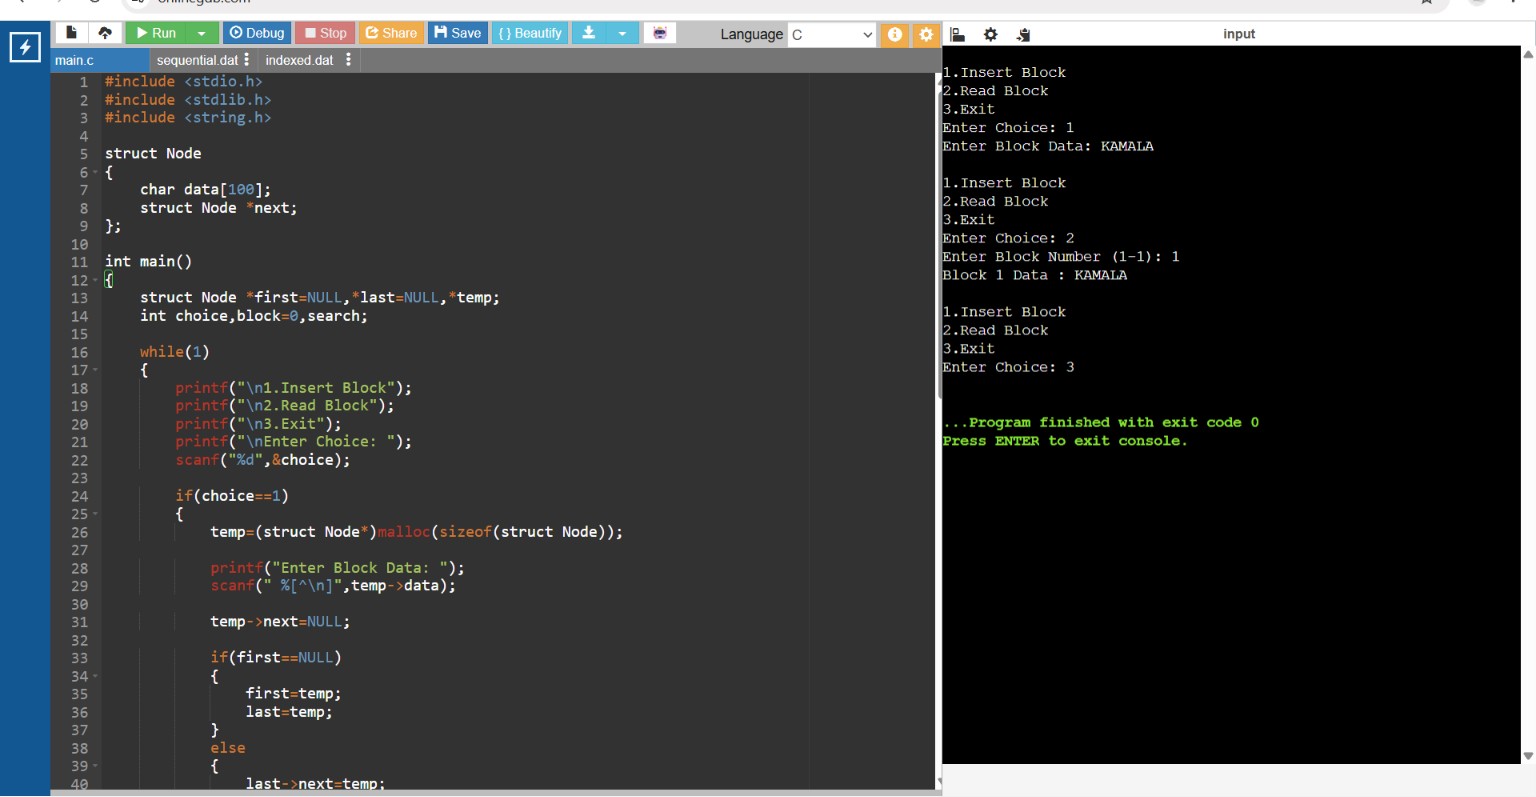 Run
Debug
Stop
Share
Save
{ } Beautify
Language C
input
main.c
sequential.dat
indexed.dat
1 #include <stdio.h>
2 #include <stdlib.h>
3 #include <string.h>
4
5 struct Node
6 {
7 char data[100];
8 struct Node *next;
9 };
10
11 int main()
12 {
13 struct Node *first=NULL,*last=NULL,*temp;
14 int choice,block=0,search;
15
16 while(1)
17 {
18 printf("\n1.Insert Block");
19 printf("\n2.Read Block");
20 printf("\n3.Exit");
21 printf("\nEnter Choice: ");
22 scanf("%d",&choice);
23
24 if(choice==1)
25 {
26 temp=(struct Node*)malloc(sizeof(struct Node));
27
28 printf("Enter Block Data: ");
29 scanf(" %[^\n]",temp->data);
30
31 temp->next=NULL;
32
33 if(first==NULL)
34 {
35 first=temp;
36 last=temp;
37 }
38 else
39 {
40 last->next=temp;
1.Insert Block
2.Read Block
3.Exit
Enter Choice: 1
Enter Block Data: KAMALA
1.Insert Block
2.Read Block
3.Exit
Enter Choice: 2
Enter Block Number (1-1): 1
Block 1 Data : KAMALA
1.Insert Block
2.Read Block
3.Exit
Enter Choice: 3
...Program finished with exit code 0
Press ENTER to exit console.